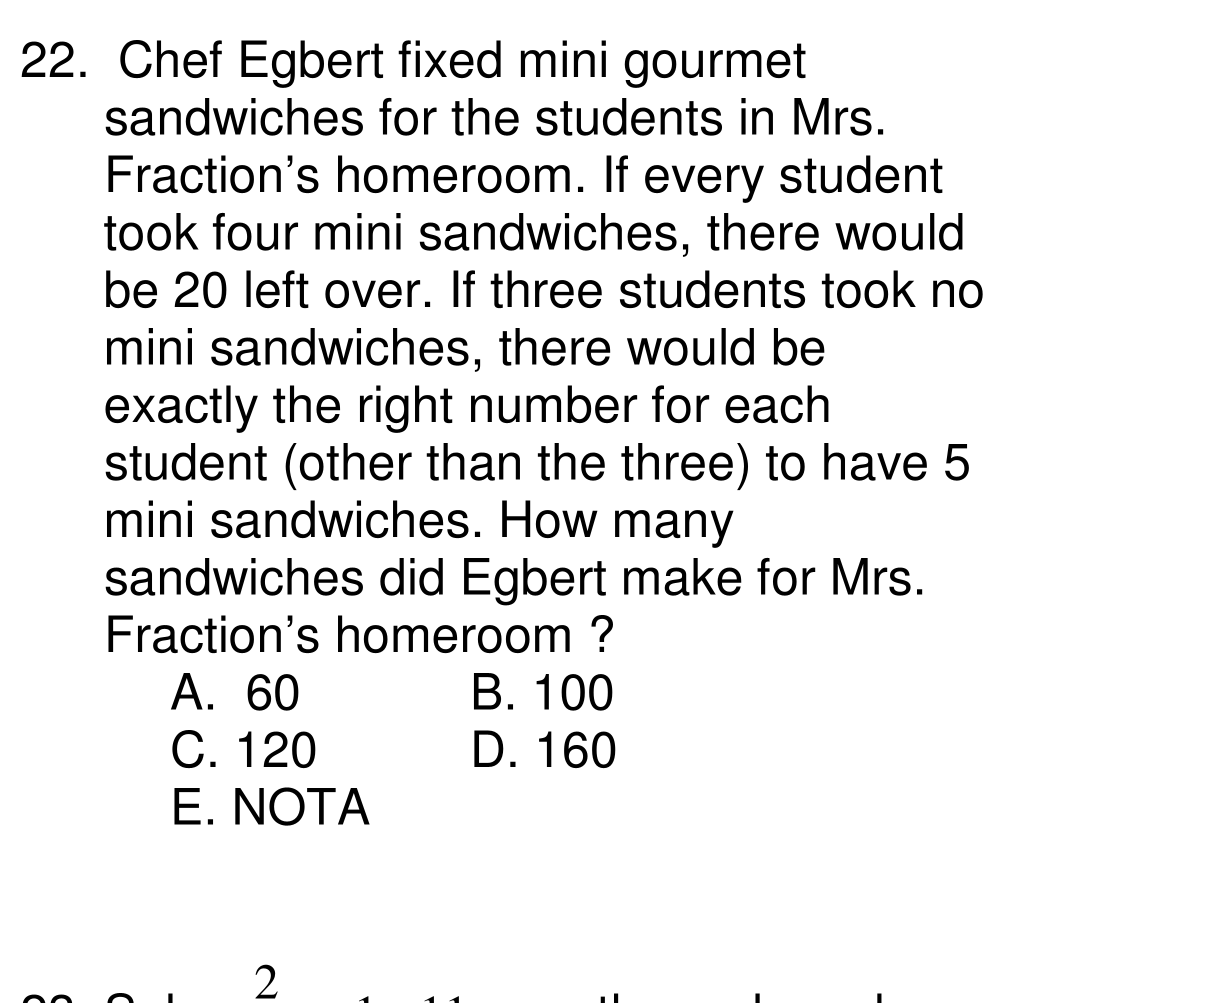 22. Chef Egbert fixed mini gourmet
sandwiches for the students in Mrs.
Fraction’s homeroom. If every student
took four mini sandwiches, there would
be 20 left over. If three students took no
mini sandwiches, there would be
exactly the right number for each
student (other than the three) to have 5
mini sandwiches. How many
sandwiches did Egbert make for Mrs.
Fraction’s homeroom ?
A. 60 B. 100
C. 120 D. 160
E. NOTA
2